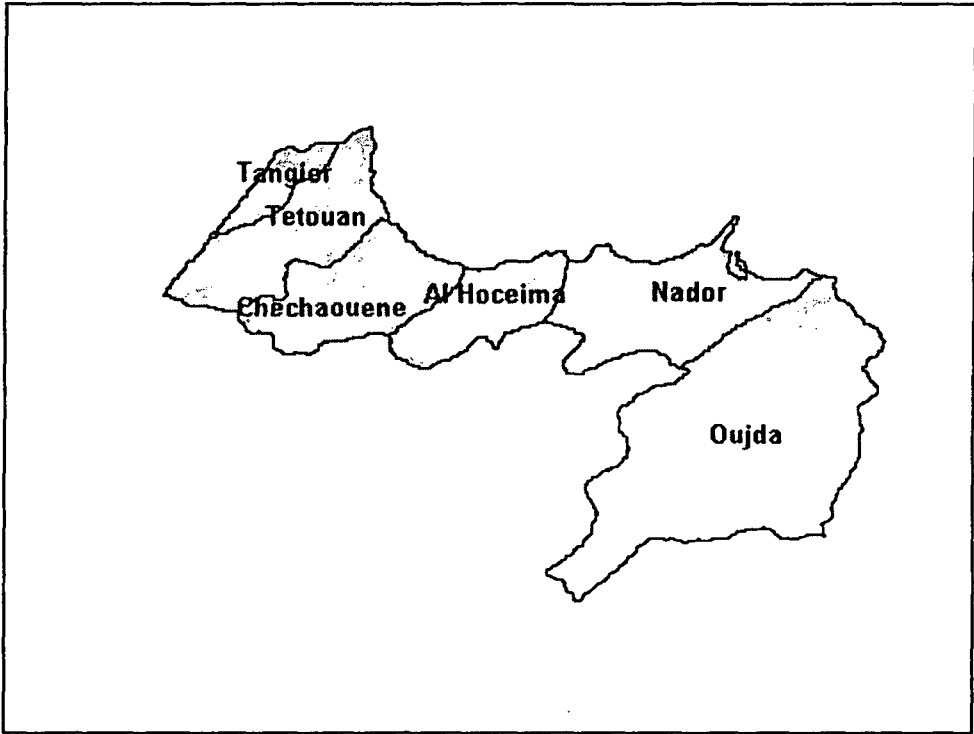 Tangier
Tetouan
Chechaouene
Al Hoceima
Nador
Oujda